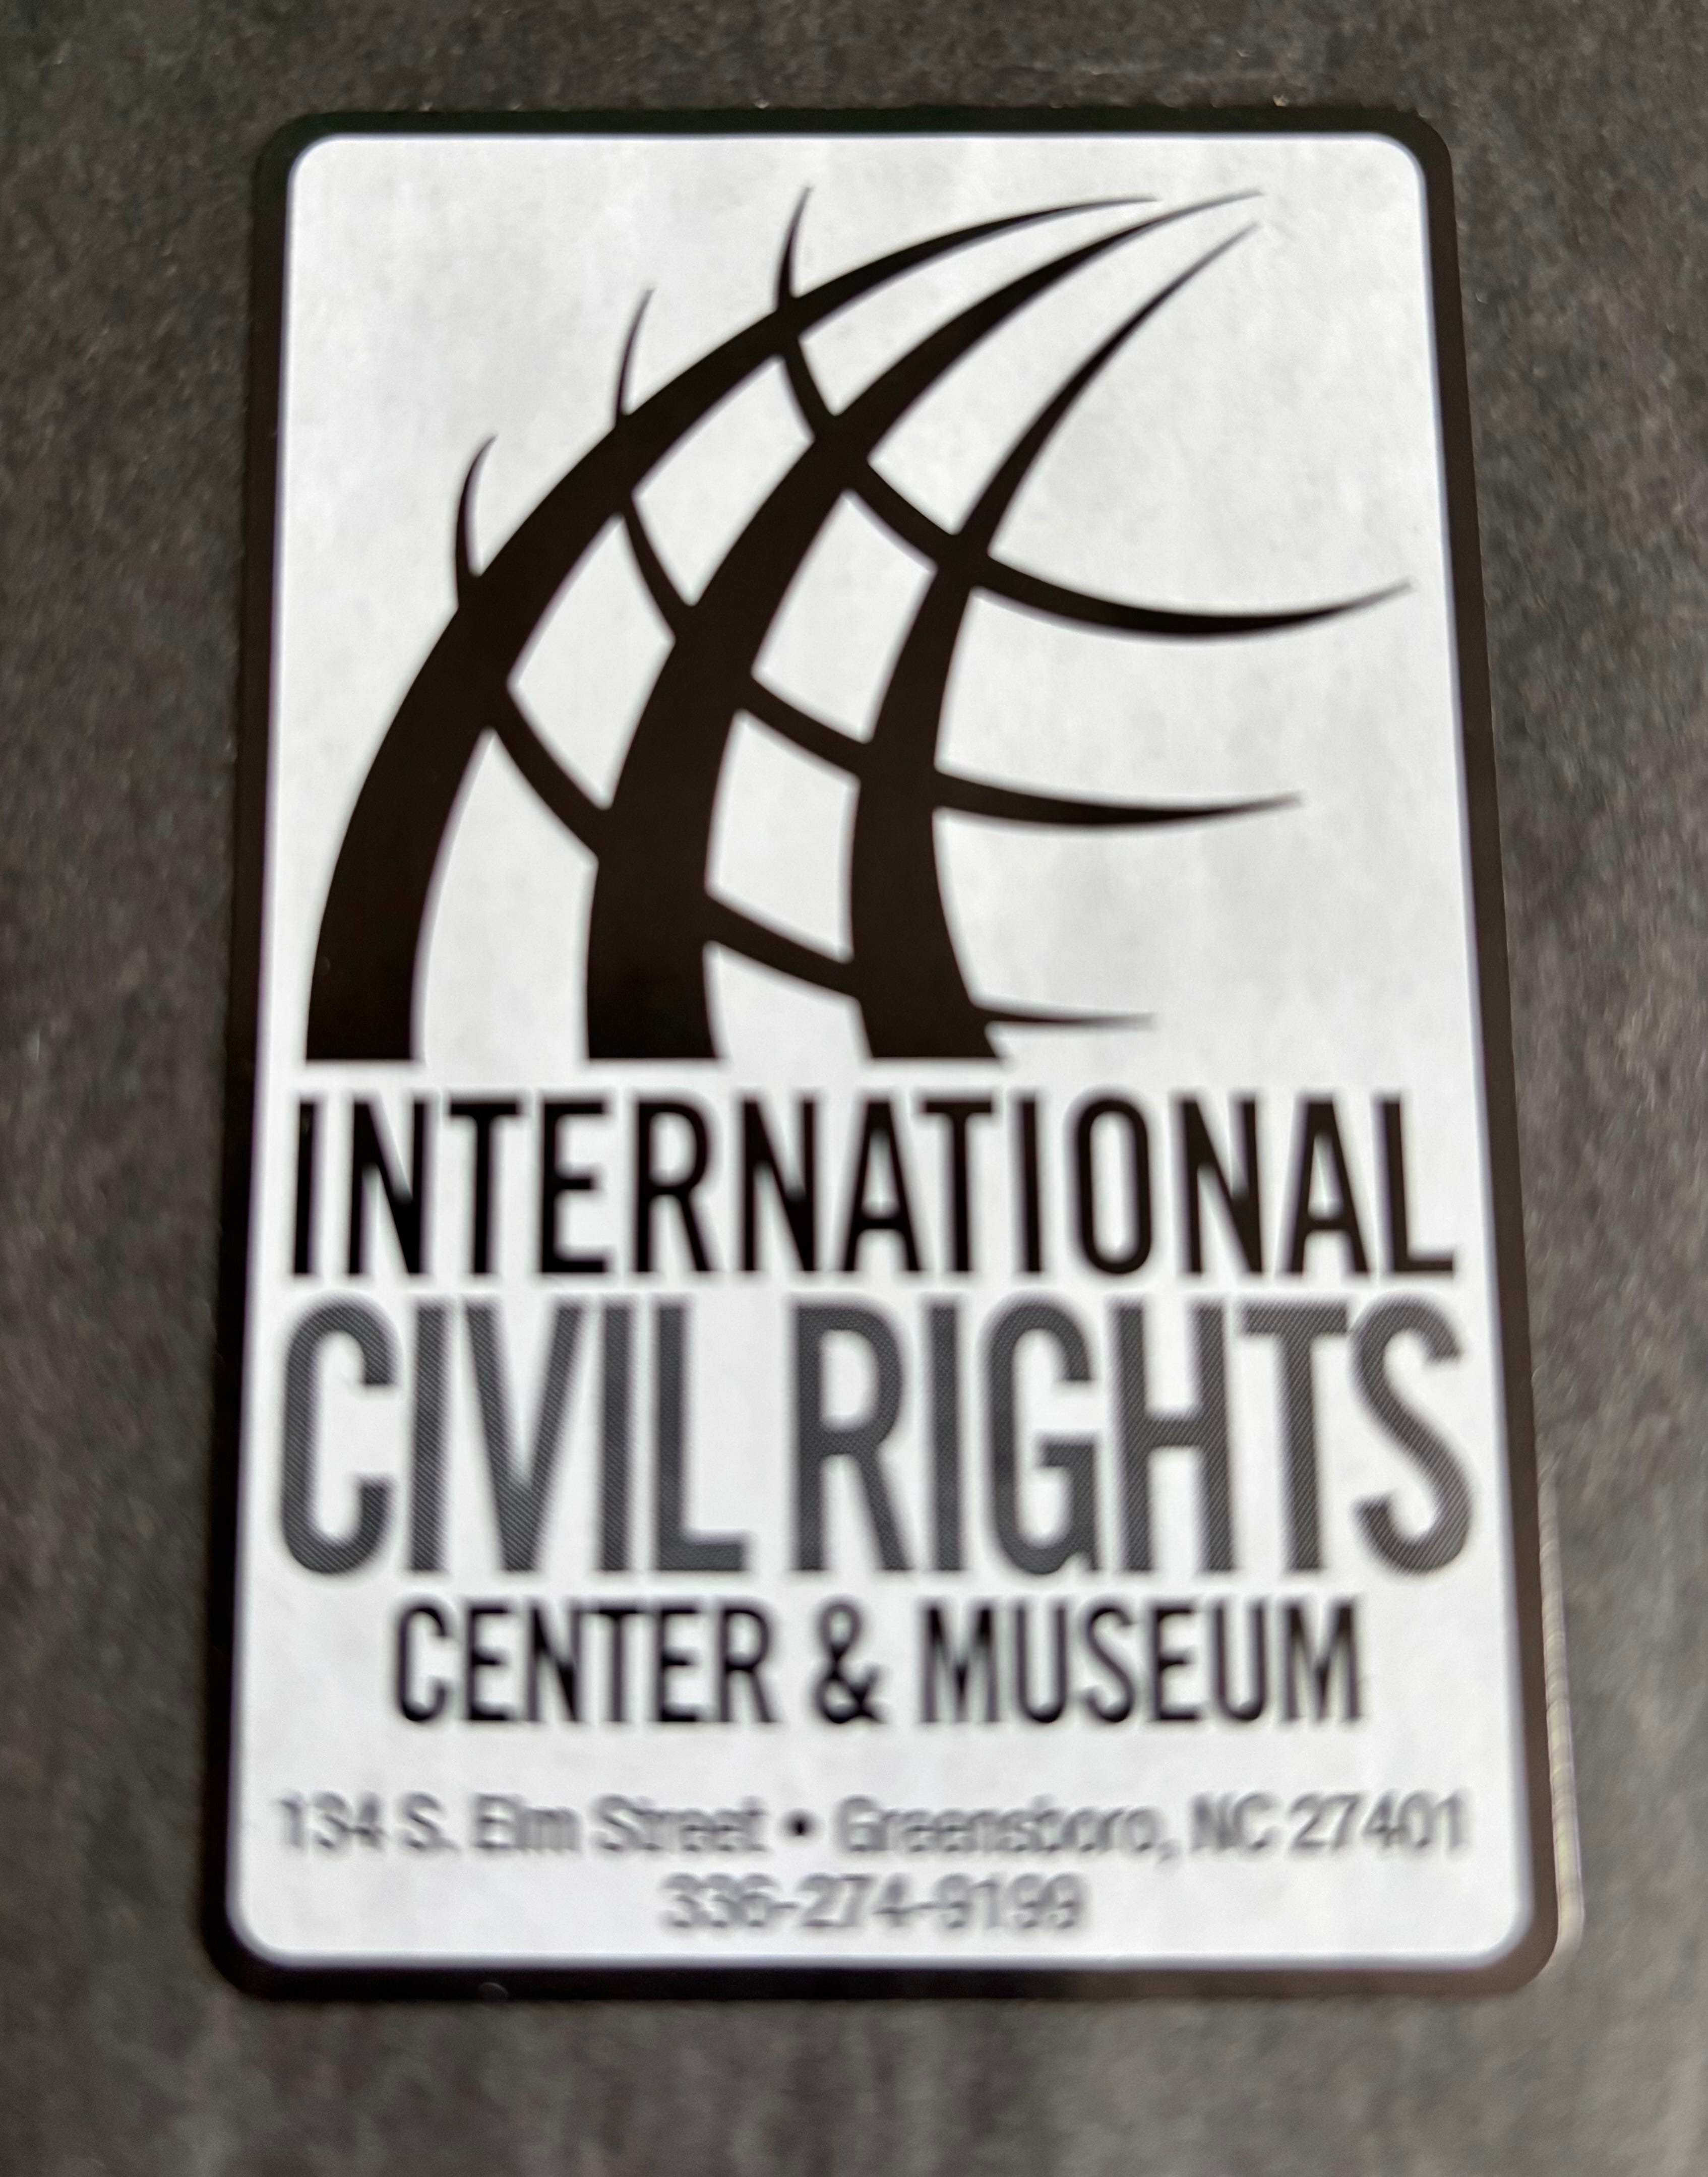 INTERNATIONAL
CIVIL RIGHTS
CENTER & MUSEUM
134 S. Elm Street • Greensboro, NC 27401
336-274-9199